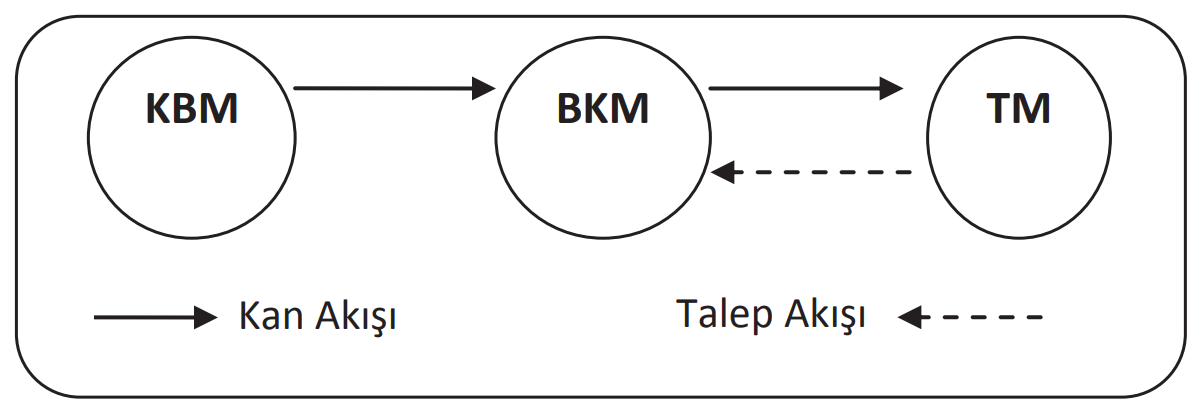 KBM
BKM
TM
Kan Akışı
Talep Akışı